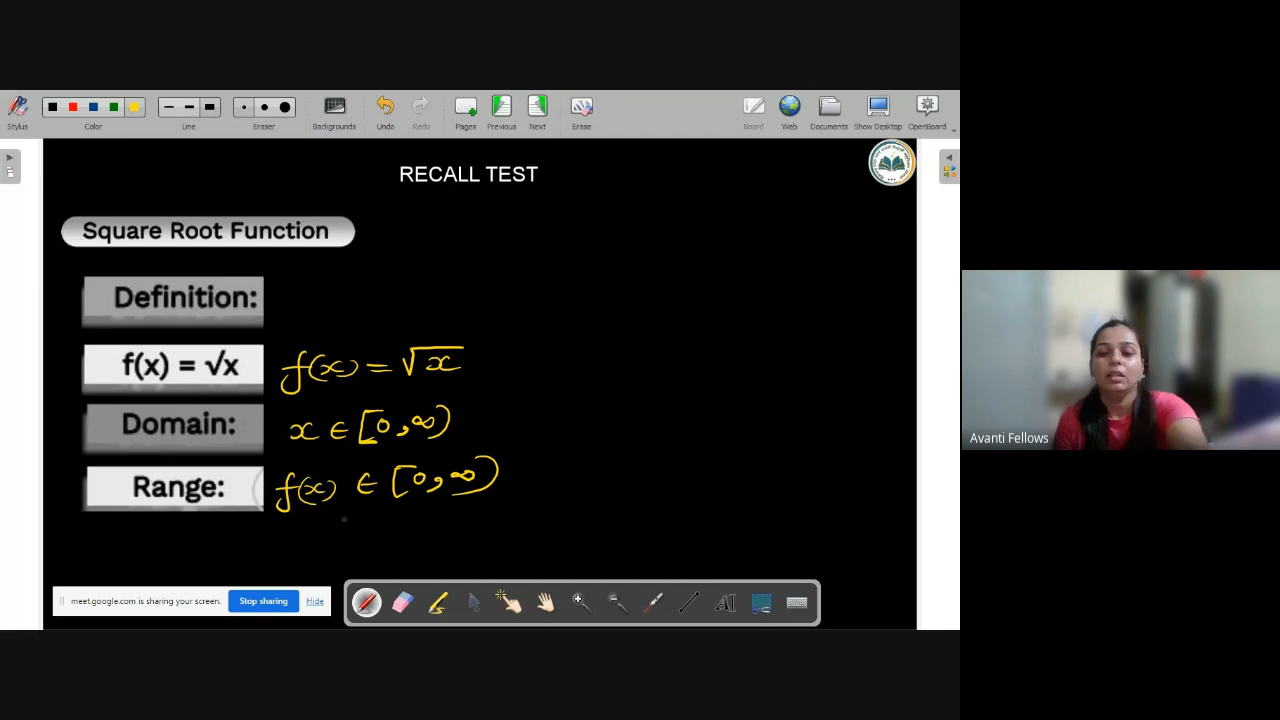 Stylus
Color
Line
Eraser
Backgrounds
Undo
Redo
Pages
Previous
Next
Erase
Board
Web
Documents
Show Desktop
OpenBoard
RECALL TEST
Square Root Function
Definition:
f(x) = √x f(x) = √x
Domain: x ∈ [0, ∞)
Range: f(x) ∈ [0, ∞)
Avanti Fellows
meet.google.com is sharing your screen. Stop sharing Hide
AI